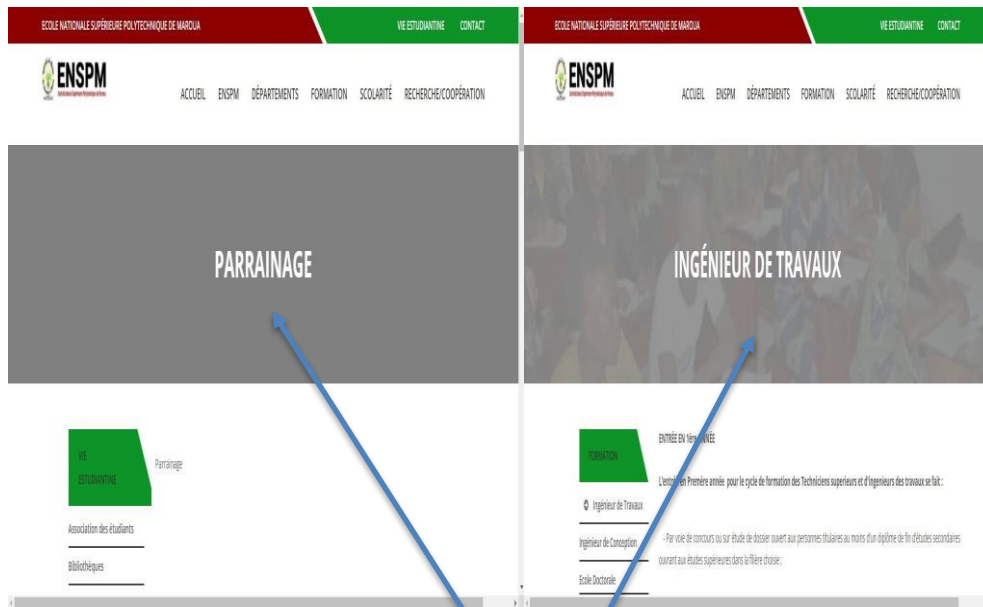 ECOLE NATIONALE SUPÉRIEURE POLYTECHNIQUE DE MAROUA
VIE ESTUDIANTINE CONTACT
ENSPM
ACCUEIL ENSPM DÉPARTEMENTS FORMATION SCOLARITÉ RECHERCHE/COOPÉRATION
PARRAINAGE
VIE
ESTUDIANTINE
Parrainage
Association des étudiants
Bibliothèques
ECOLE NATIONALE SUPÉRIEURE POLYTECHNIQUE DE MAROUA
VIE ESTUDIANTINE CONTACT
ENSPM
ACCUEIL ENSPM DÉPARTEMENTS FORMATION SCOLARITÉ RECHERCHE/COOPÉRATION
INGÉNIEUR DE TRAVAUX
FORMATION
Ingénieur de Travaux
Ingénieur de Conception
Ecole Doctorale
ENTRÉE EN 1ère ANNÉE
L'entrée en Première année pour le cycle de formation des Techniciens superieurs et d'ingenieurs des travaux se fait :
- Par voie de concours ou sur étude de dossier ouvert aux personnes titulaires au moins d'un diplôme de fin d'études secondaires
ouvrant aux études supérieures dans la filière choisie :